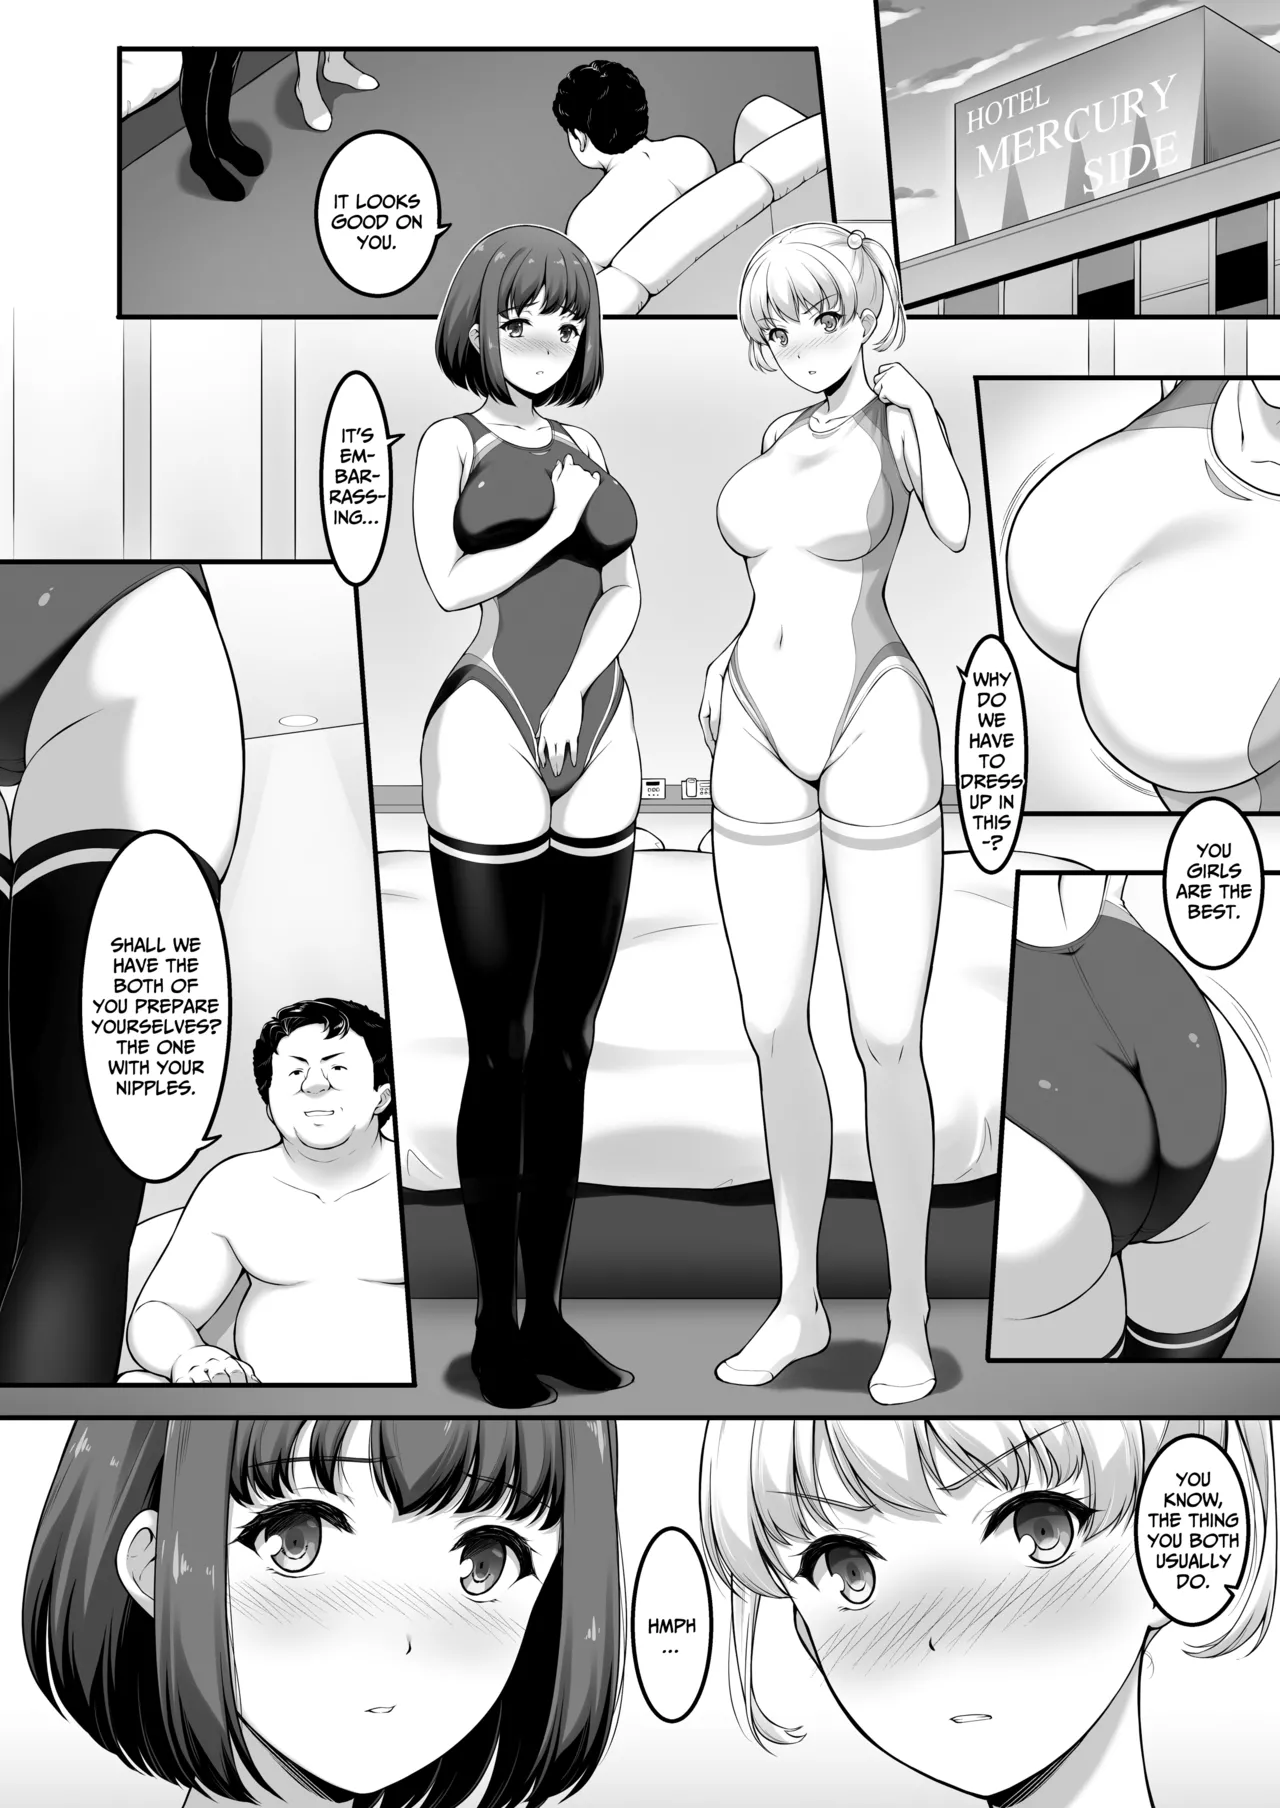 HOTEL
MERCURY
SIDE
IT LOOKS
GOOD ON
YOU.
IT'S
EM-
BAR-
RASS-
ING...
WHY
DO
WE
HAVE
TO
DRESS
UP IN
THIS
-?
YOU
GIRLS
ARE THE
BEST.
SHALL WE
HAVE THE
BOTH OF
YOU PREPARE
YOURSELVES?
THE ONE
WITH YOUR
NIPPLES.
YOU
KNOW,
THE THING
YOU BOTH
USUALLY
DO.
HMPH
...